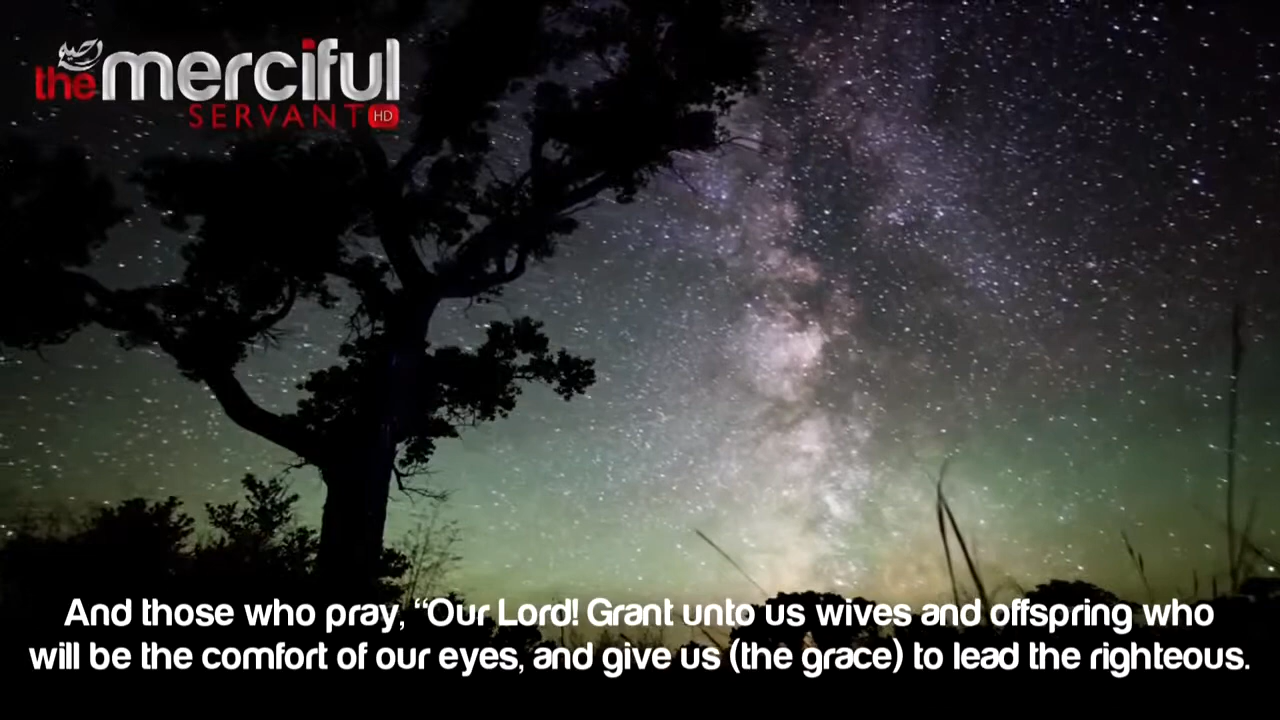 the merciful
SERVANT HD
And those who pray, “Our Lord! Grant unto us wives and offspring who
will be the comfort of our eyes, and give us (the grace) to lead the righteous.